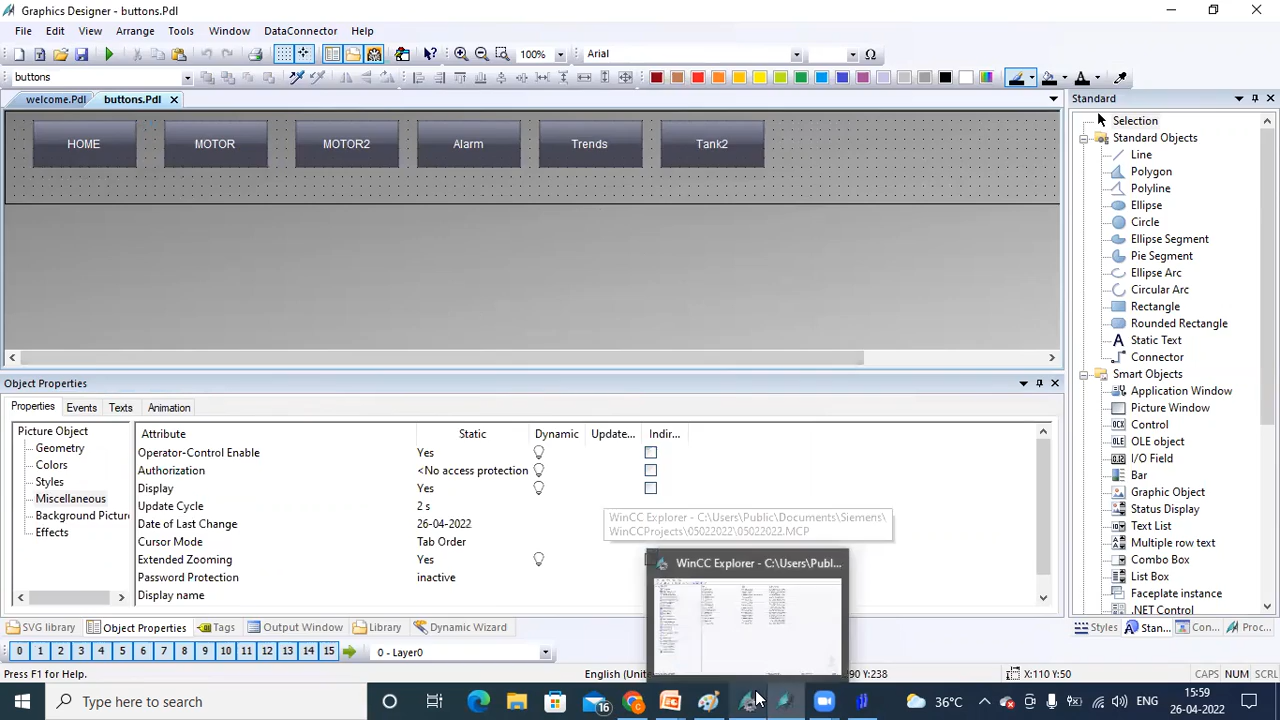 Graphics Designer - buttons.Pdl
File Edit View Arrange Tools Window DataConnector Help
100% Arial Ω
buttons
welcome.Pdl buttons.Pdl
HOME MOTOR MOTOR2 Alarm Trends Tank2
Standard
Selection
Standard Objects
Line
Polygon
Polyline
Ellipse
Circle
Ellipse Segment
Pie Segment
Ellipse Arc
Circular Arc
Rectangle
Rounded Rectangle
Static Text
Connector
Smart Objects
Application Window
Picture Window
Control
OLE object
I/O Field
Bar
Graphic Object
Status Display
Text List
Multiple row text
Combo Box
List Box
Faceplate instance
.NET Control
Styles Stan... Con... Proc...
Object Properties
Properties Events Texts Animation
Picture Object
Geometry
Colors
Styles
Miscellaneous
Background Picture
Effects
Attribute Static Dynamic Update... Indir...
Operator-Control Enable Yes
Authorization <No access protection
Display Yes
Update Cycle 2 s
Date of Last Change 26-04-2022
Cursor Mode Tab Order
Extended Zooming Yes
Password Protection inactive
Display name
WinCC Explorer - C:\Users\Public\Documents\Siemens\
WinCCProjects\05022022\05022022.MCP
WinCC Explorer - C:\Users\Publ...
SVGLibrary Object Properties Tags Output Window Library Dynamic Wizard
0 1 2 3 4 5 6 7 8 9 10 11 12 13 14 15 0 - Layer0
Press F1 for Help. English (Unite X:110 Y:50 CAPS NUM SCRL
Y:238
Type here to search 16 36°C ENG 15:59
26-04-2022